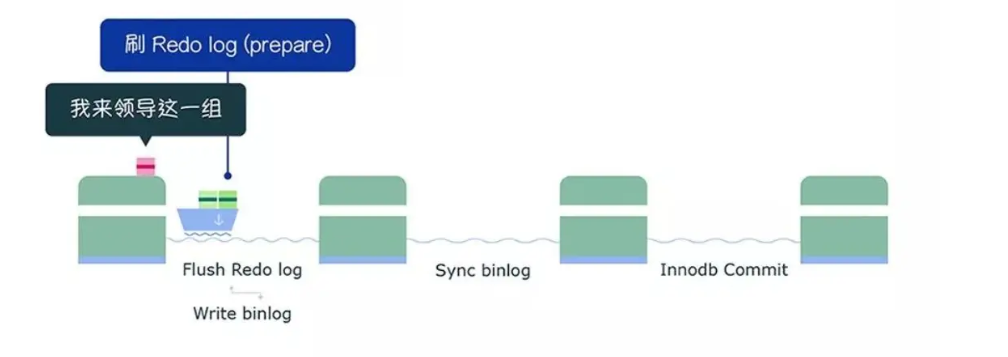 刷 Redo log (prepare)
我来领导这一组
Flush Redo log
Sync binlog
Innodb Commit
Write binlog